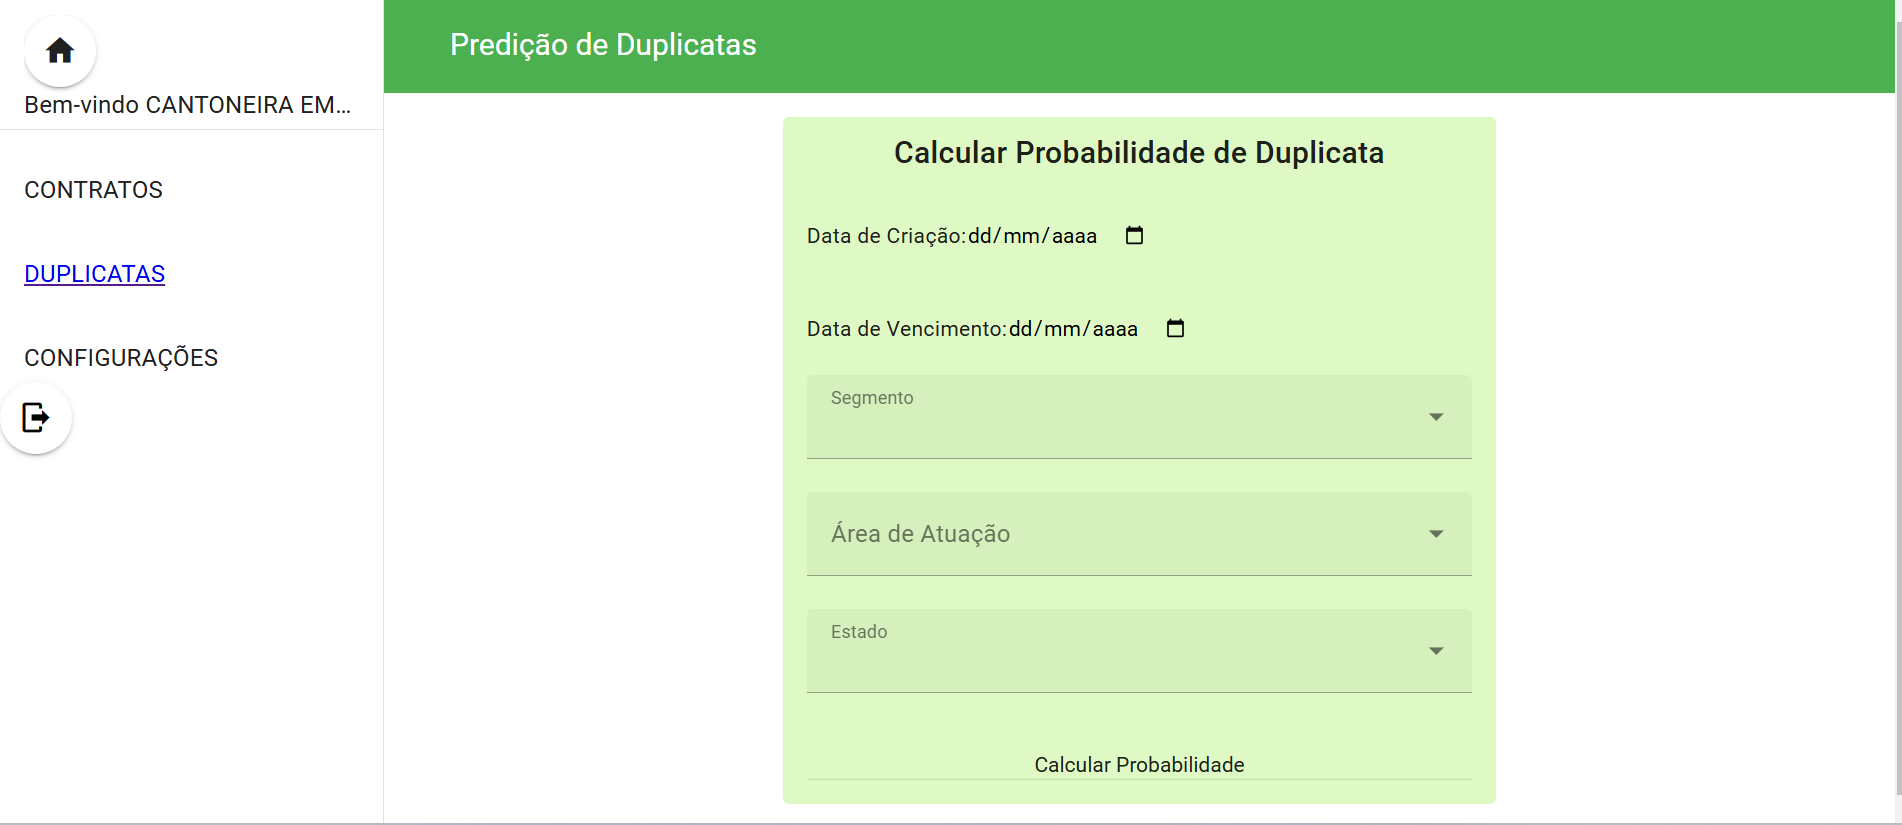 Bem-vindo CANTONEIRA EM...
CONTRATOS
DUPLICATAS
CONFIGURAÇÕES
Predição de Duplicatas
Calcular Probabilidade de Duplicata
Data de Criação: dd/mm/aaaa
Data de Vencimento: dd/mm/aaaa
Segmento
Área de Atuação
Estado
Calcular Probabilidade